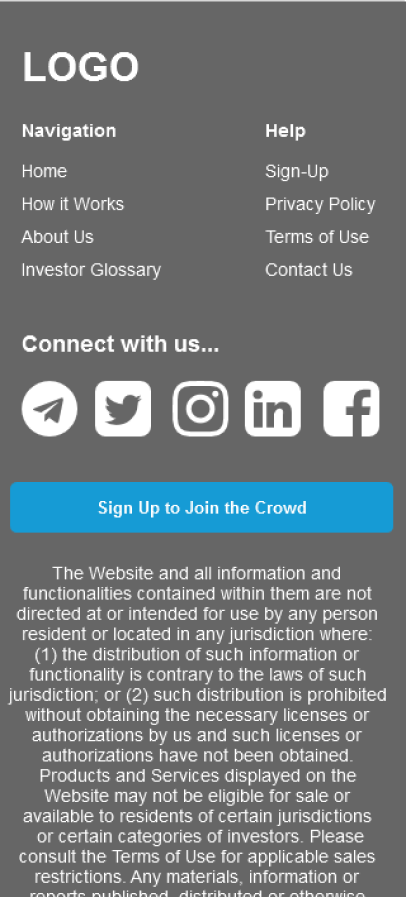 LOGO
Navigation
Help
Home
Sign-Up
How it Works
Privacy Policy
About Us
Terms of Use
Investor Glossary
Contact Us
Connect with us...
Sign Up to Join the Crowd
The Website and all information and
functionalities contained within them are not
directed at or intended for use by any person
resident or located in any jurisdiction where:
(1) the distribution of such information or
functionality is contrary to the laws of such
jurisdiction; or (2) such distribution is prohibited
without obtaining the necessary licenses or
authorizations by us and such licenses or
authorizations have not been obtained.
Products and Services displayed on the
Website may not be eligible for sale or
available to residents of certain jurisdictions
or certain categories of investors. Please
consult the Terms of Use for applicable sales
restrictions. Any materials, information or
reports published, distributed or otherwise